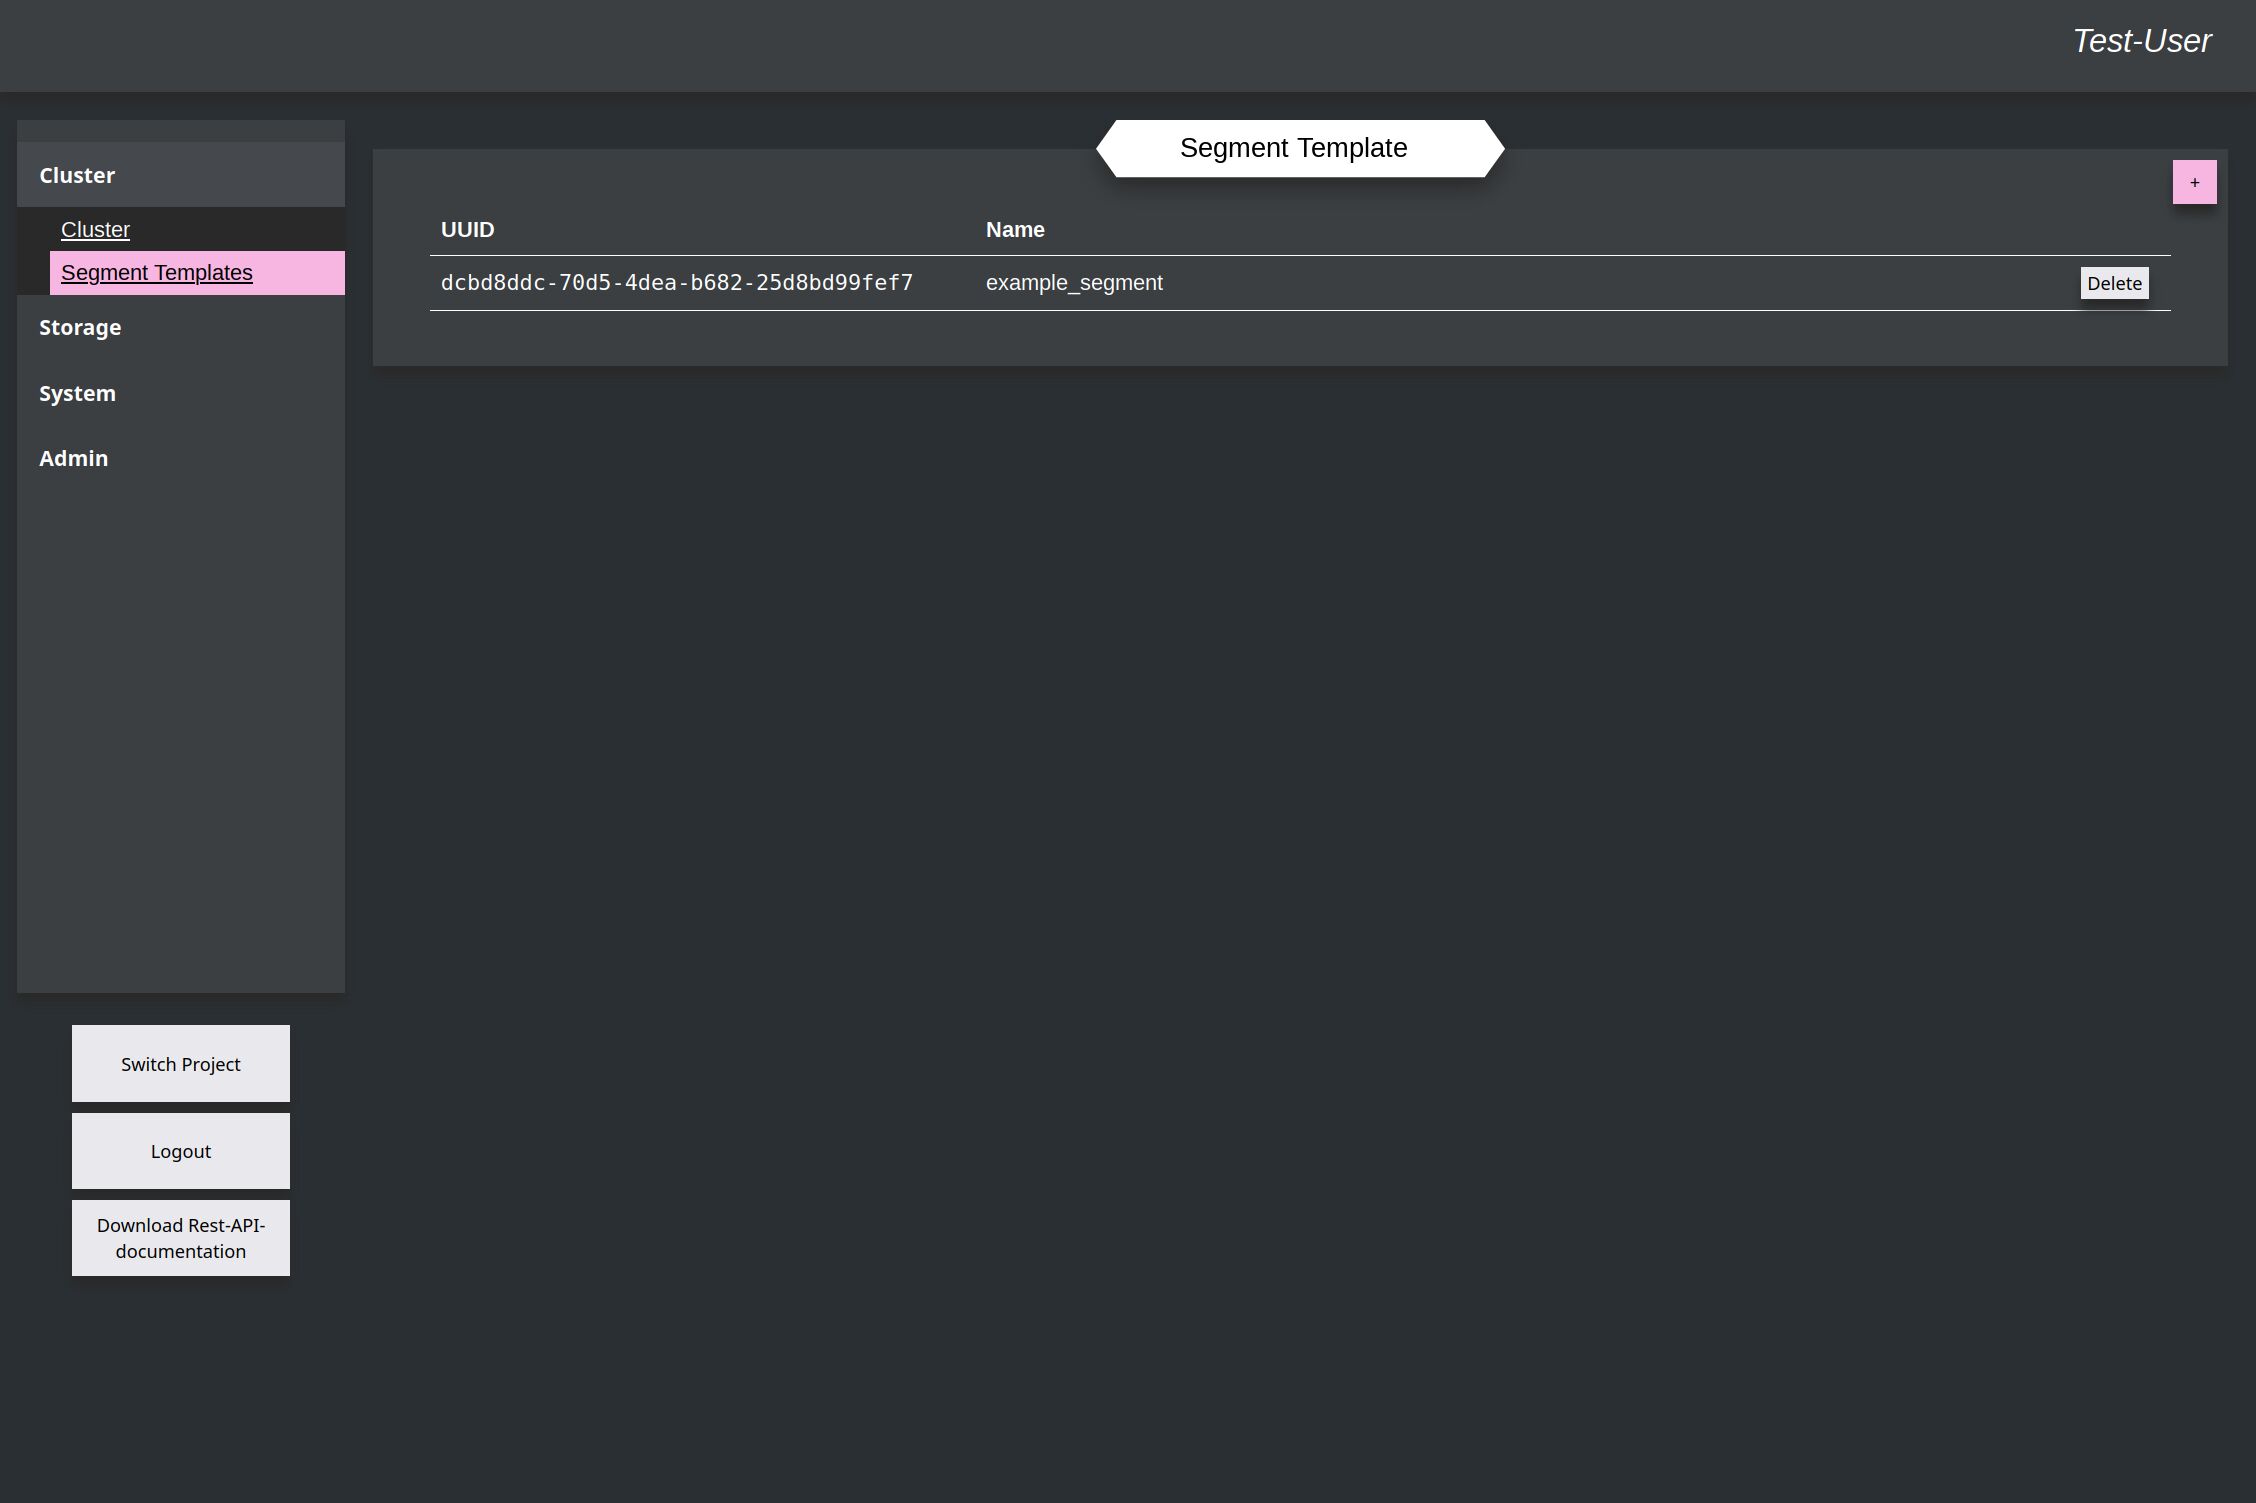 Test-User
Cluster
Cluster
Segment Templates
Storage
System
Admin
Switch Project
Logout
Download Rest-API-
documentation
Segment Template
+
UUID Name
dcbd8ddc-70d5-4dea-b682-25d8bd99fef7 example_segment Delete